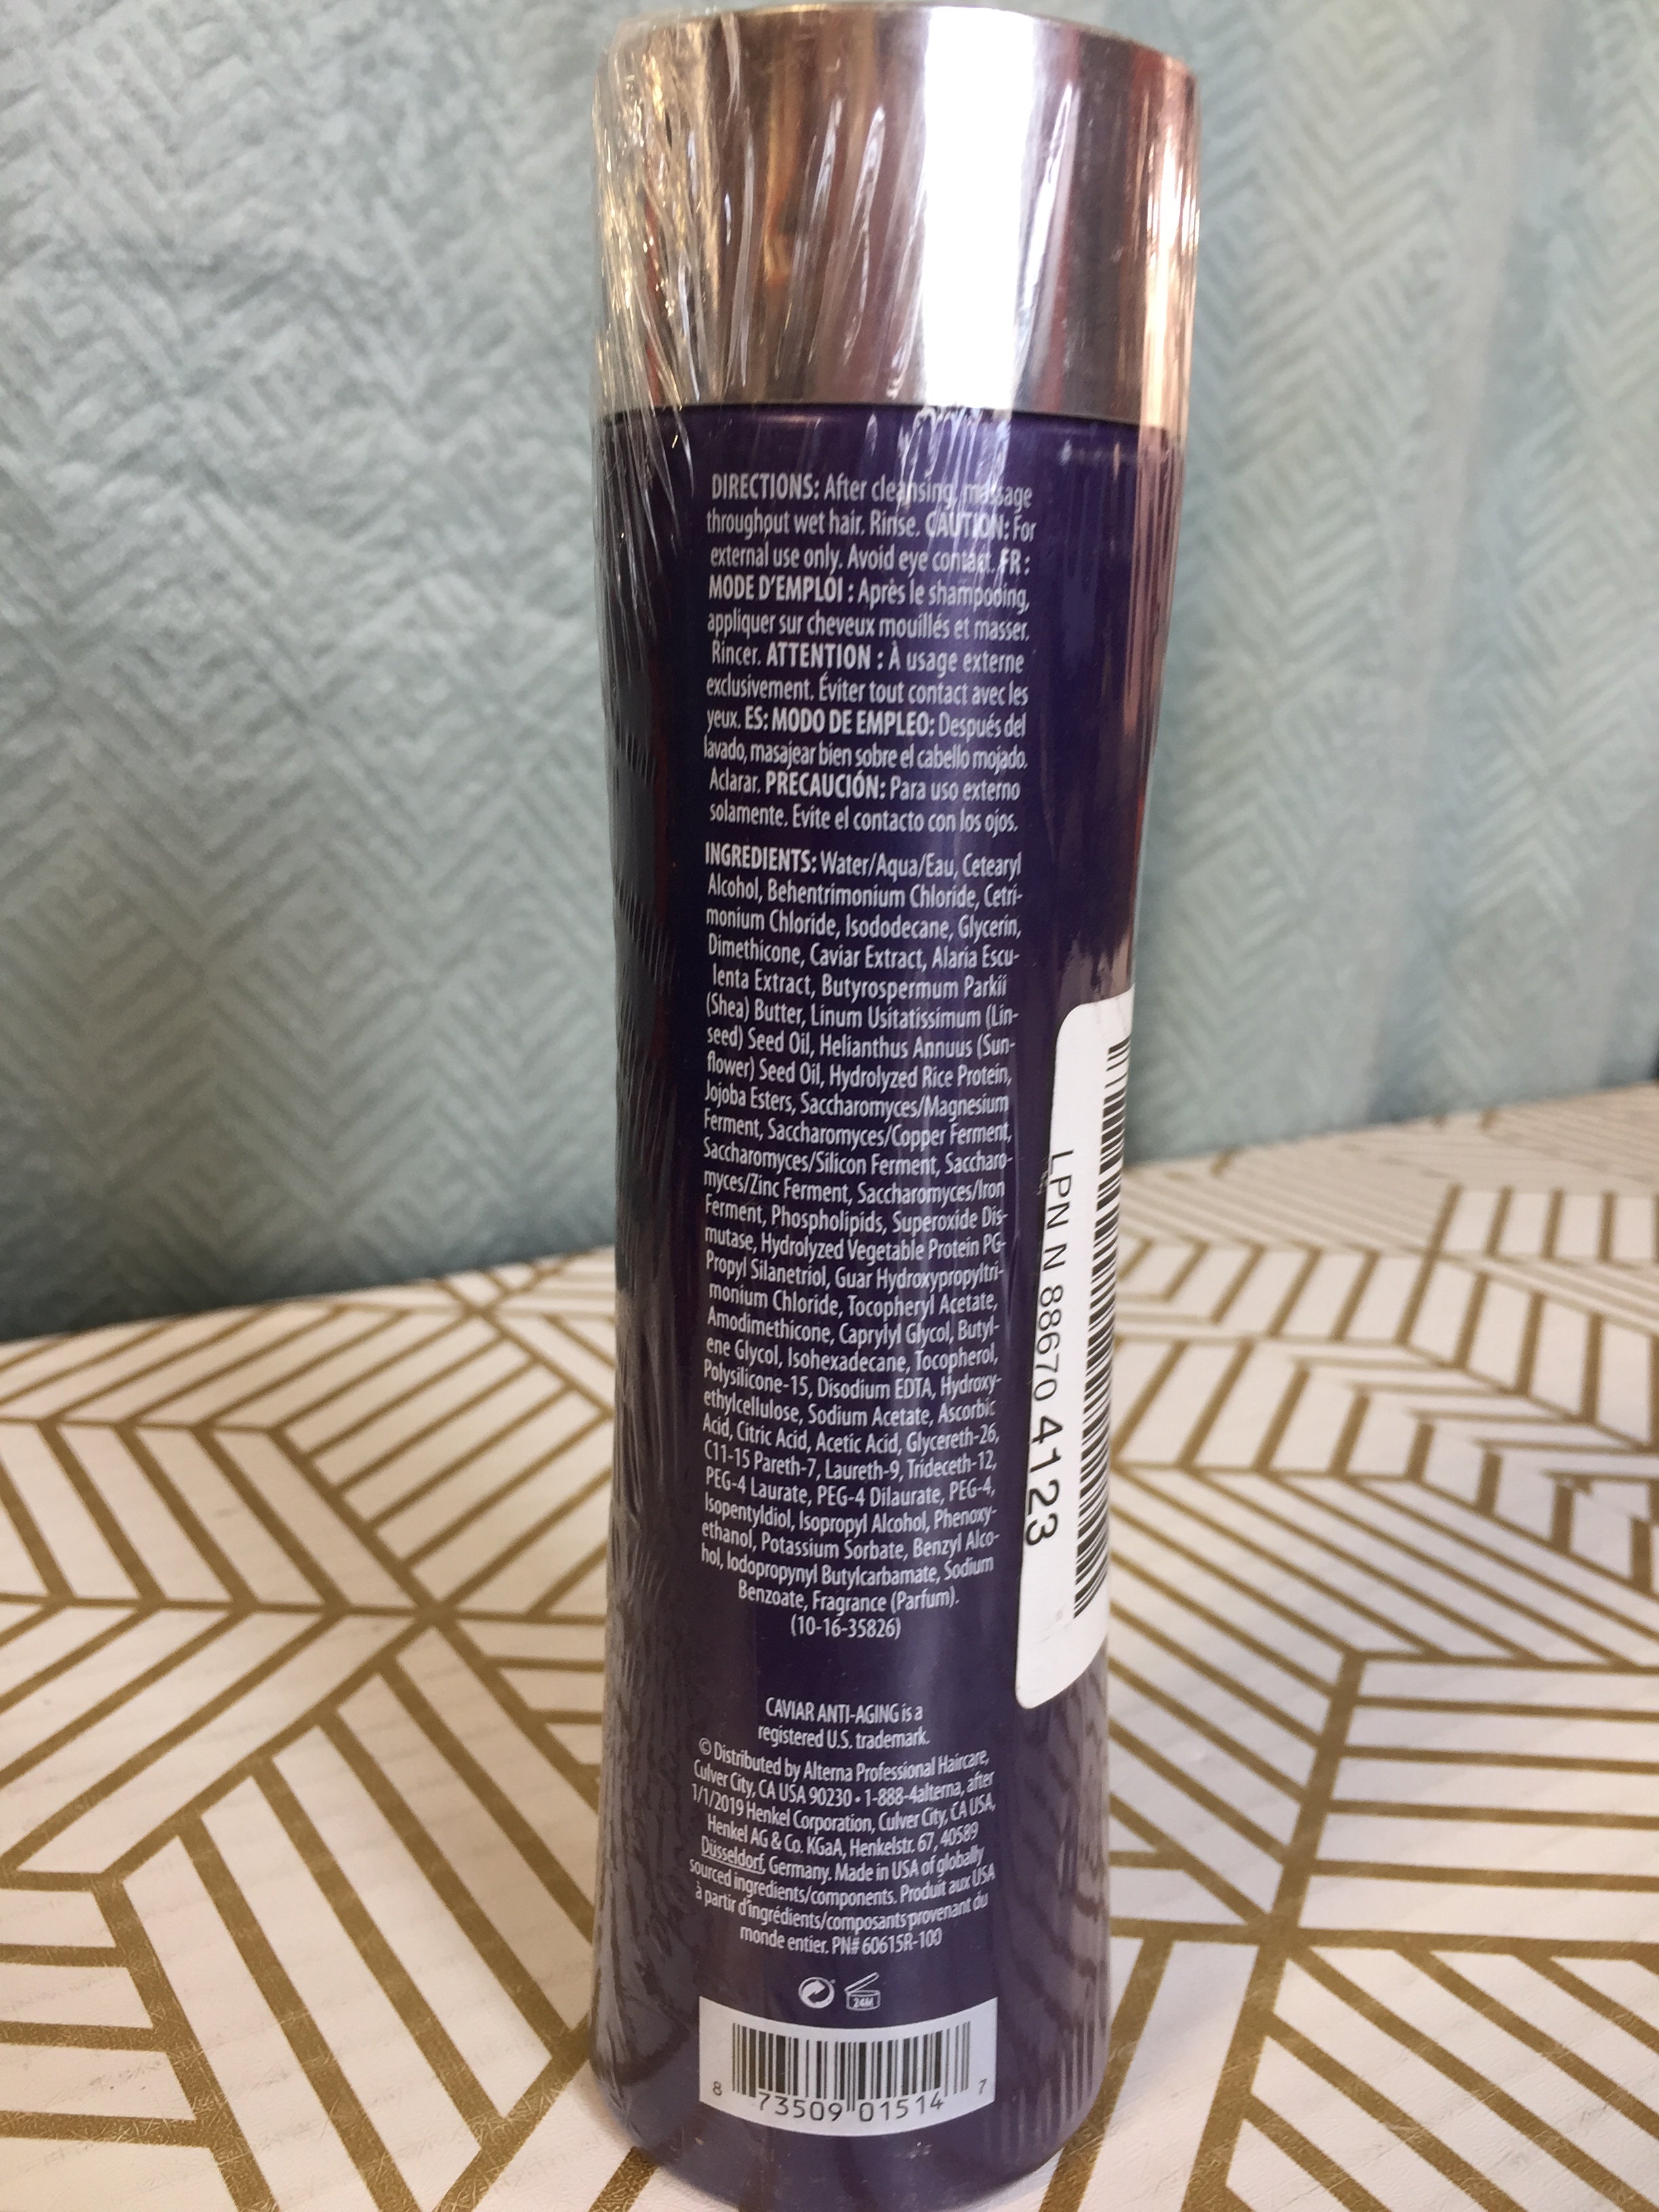 DIRECTIONS: After cleansing, massage
throughout wet hair. Rinse. CAUTION: For
external use only. Avoid eye contact. FR :
MODE D'EMPLOI : Après le shampooing,
appliquer sur cheveux mouillés et masser.
Rincer. ATTENTION : À usage externe
exclusivement. Éviter tout contact avec les
yeux. ES: MODO DE EMPLEO: Después del
lavado, masajear bien sobre el cabello mojado.
Aclarar. PRECAUCIÓN: Para uso externo
solamente. Evite el contacto con los ojos.
INGREDIENTS: Water/Aqua/Eau, Cetearyl
Alcohol, Behentrimonium Chloride, Cetri-
monium Chloride, Isododecane, Glycerin,
Dimethicone, Caviar Extract, Alaria Escu-
lenta Extract, Butyrospermum Parkii
(Shea) Butter, Linum Usitatissimum (Lin-
seed) Seed Oil, Helianthus Annuus (Sun-
flower) Seed Oil, Hydrolyzed Rice Protein,
Jojoba Esters, Saccharomyces/Magnesium
Ferment, Saccharomyces/Copper Ferment,
Saccharomyces/Silicon Ferment, Saccharo-
myces/Zinc Ferment, Saccharomyces/Iron
Ferment, Phospholipids, Superoxide Dis-
mutase, Hydrolyzed Vegetable Protein PG-
Propyl Silanetriol, Guar Hydroxypropyltri-
monium Chloride, Tocopheryl Acetate,
Amodimethicone, Caprylyl Glycol, Butyl-
ene Glycol, Isohexadecane, Tocopherol,
Polysilicone-15, Disodium EDTA, Hydroxy-
ethylcellulose, Sodium Acetate, Ascorbic
Acid, Citric Acid, Acetic Acid, Glycereth-26,
C11-15 Pareth-7, Laureth-9, Trideceth-12,
PEG-4 Laurate, PEG-4 Dilaurate, PEG-4,
Isopentyldiol, Isopropyl Alcohol, Phenoxy-
ethanol, Potassium Sorbate, Benzyl Alco-
hol, Iodopropynyl Butylcarbamate, Sodium
Benzoate, Fragrance (Parfum).
(10-16-35826)
CAVIAR ANTI-AGING is a
registered U.S. trademark.
© Distributed by Alterna Professional Haircare,
Culver City, CA USA 90230 • 1-888-4alterna, after
1/1/2019 Henkel Corporation, Culver City, CA USA,
Henkel AG & Co. KGaA, Henkelstr. 67, 40589
Düsseldorf, Germany. Made in USA of globally
sourced ingredients/components. Produit aux USA
à partir d'ingrédients/composants provenant du
monde entier. PN# 60615R-100
24M
8 73509 01514 7
LPN N 88670 4123